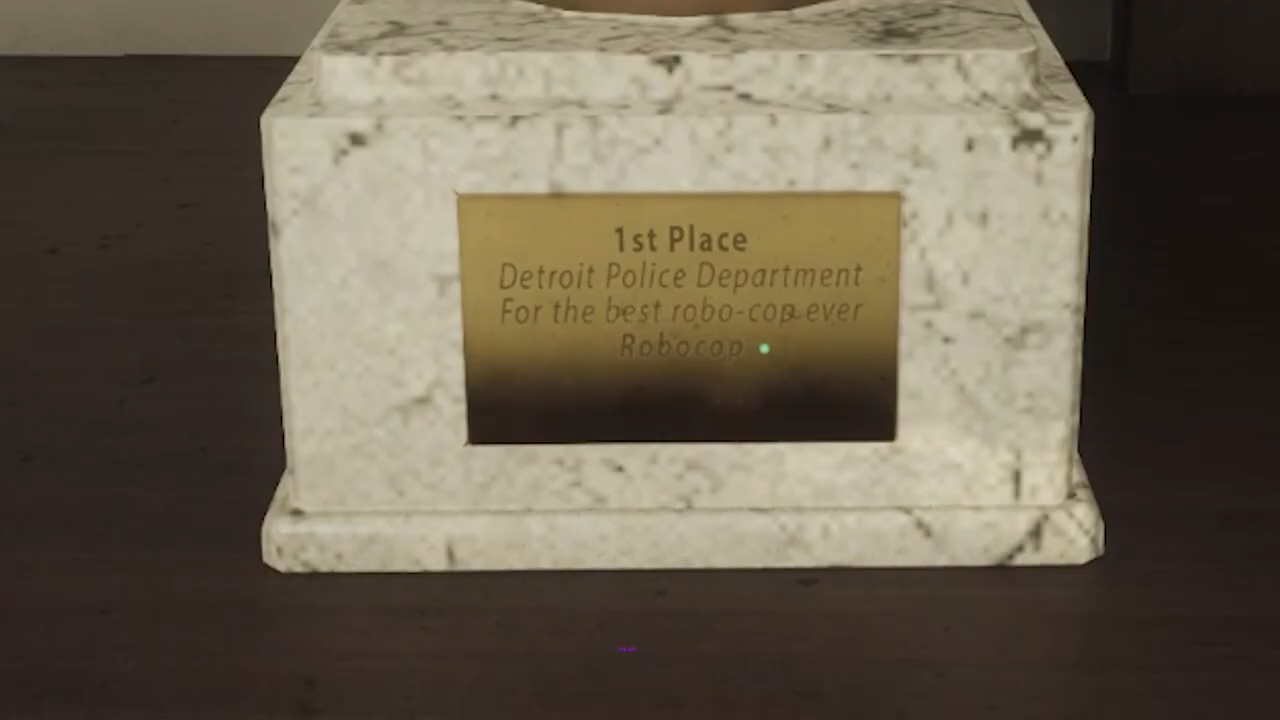 1st Place
Detroit Police Department
For the best robo-cop ever
Robocop